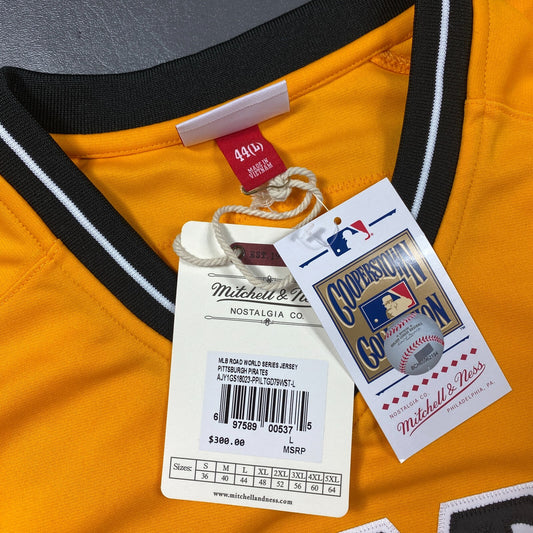 44(L)
MADE IN
VIETNAM
Mitchell & Ness
NOSTALGIA CO.
MLB ROAD WORLD SERIES JERSEY
PITTSBURGH PIRATES
AJY1GS18023-PPILTGD79WST-L
6 97589 00537 5
L
$300.00
MSRP
Sizes: S M L XL 2XL 3XL 4XL 5XL
36 40 44 48 52 56 60 64
www.mitchellandness.com
COOPERSTOWN
COLLECTION
NOSTALGIA CO.
Mitchell & Ness
PHILADELPHIA, PA.